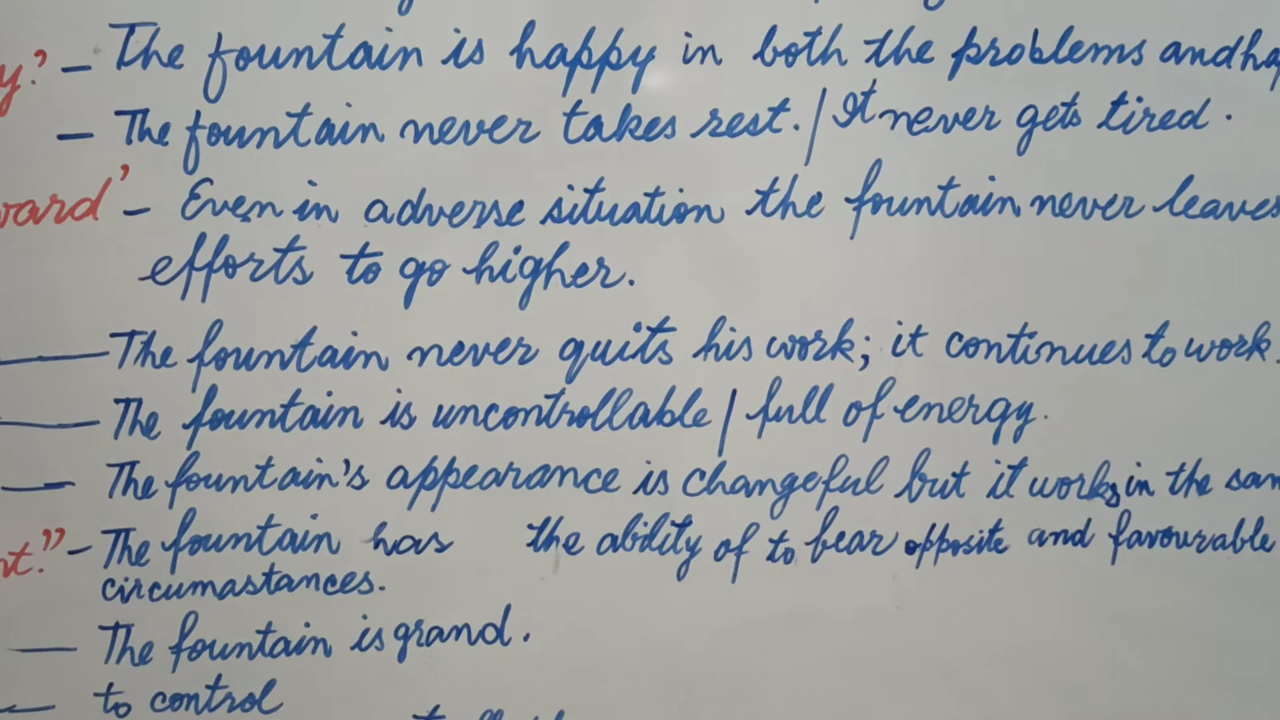 y?" – The fountain is happy in both the problems and ha
– The fountain never takes rest. / It never gets tired.
ward' – Even in adverse situation the fountain never leaves
efforts to go higher.
— The fountain never quits his work; it continues to work.
— The fountain is uncontrollable / full of energy.
— The fountain's appearance is changeful but it works in the sam
nt." – The fountain has the ability of to bear opposite and favourable
circumastances.
— The fountain is grand.
— to control